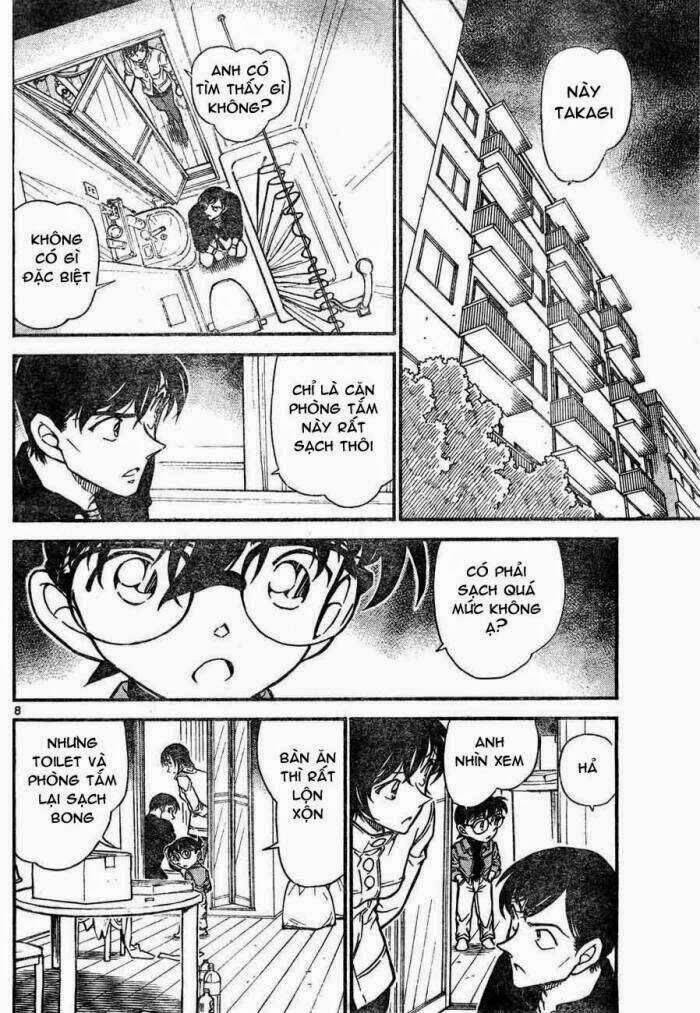 NÀY
TAKAGI
ANH CÓ
TÌM THẤY GÌ
KHÔNG?
KHÔNG
CÓ GÌ
ĐẶC BIỆT
CHỈ LÀ CĂN
PHÒNG TẮM
NÀY RẤT
SẠCH THÔI
CÓ PHẢI
SẠCH QUÁ
MỨC KHÔNG
Ạ?
8
HẢ
ANH
NHÌN XEM
BÀN ĂN
THÌ RẤT
LỘN
XỘN
NHƯNG
TOILET VÀ
PHÒNG TẮM
LẠI SẠCH
BONG